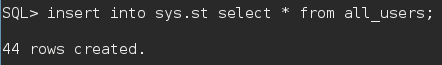 SQL> insert into sys.st select * from all_users;
44 rows created.